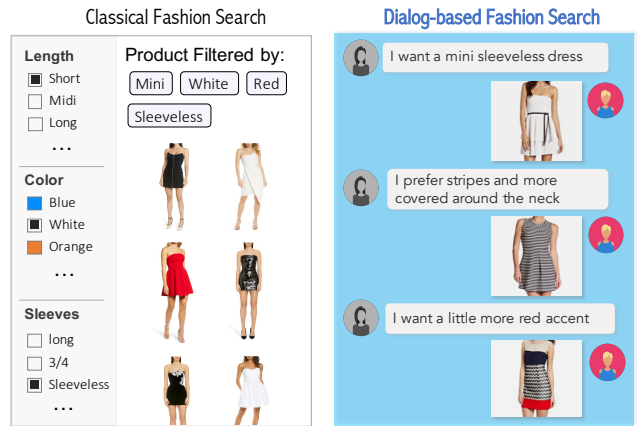 Classical Fashion Search
Length
Short
Midi
Long
...
Color
Blue
White
Orange
...
Sleeves
long
3/4
Sleeveless
...
Product Filtered by:
Mini White Red
Sleeveless
Dialog-based Fashion Search
I want a mini sleeveless dress
I prefer stripes and more
covered around the neck
I want a little more red accent